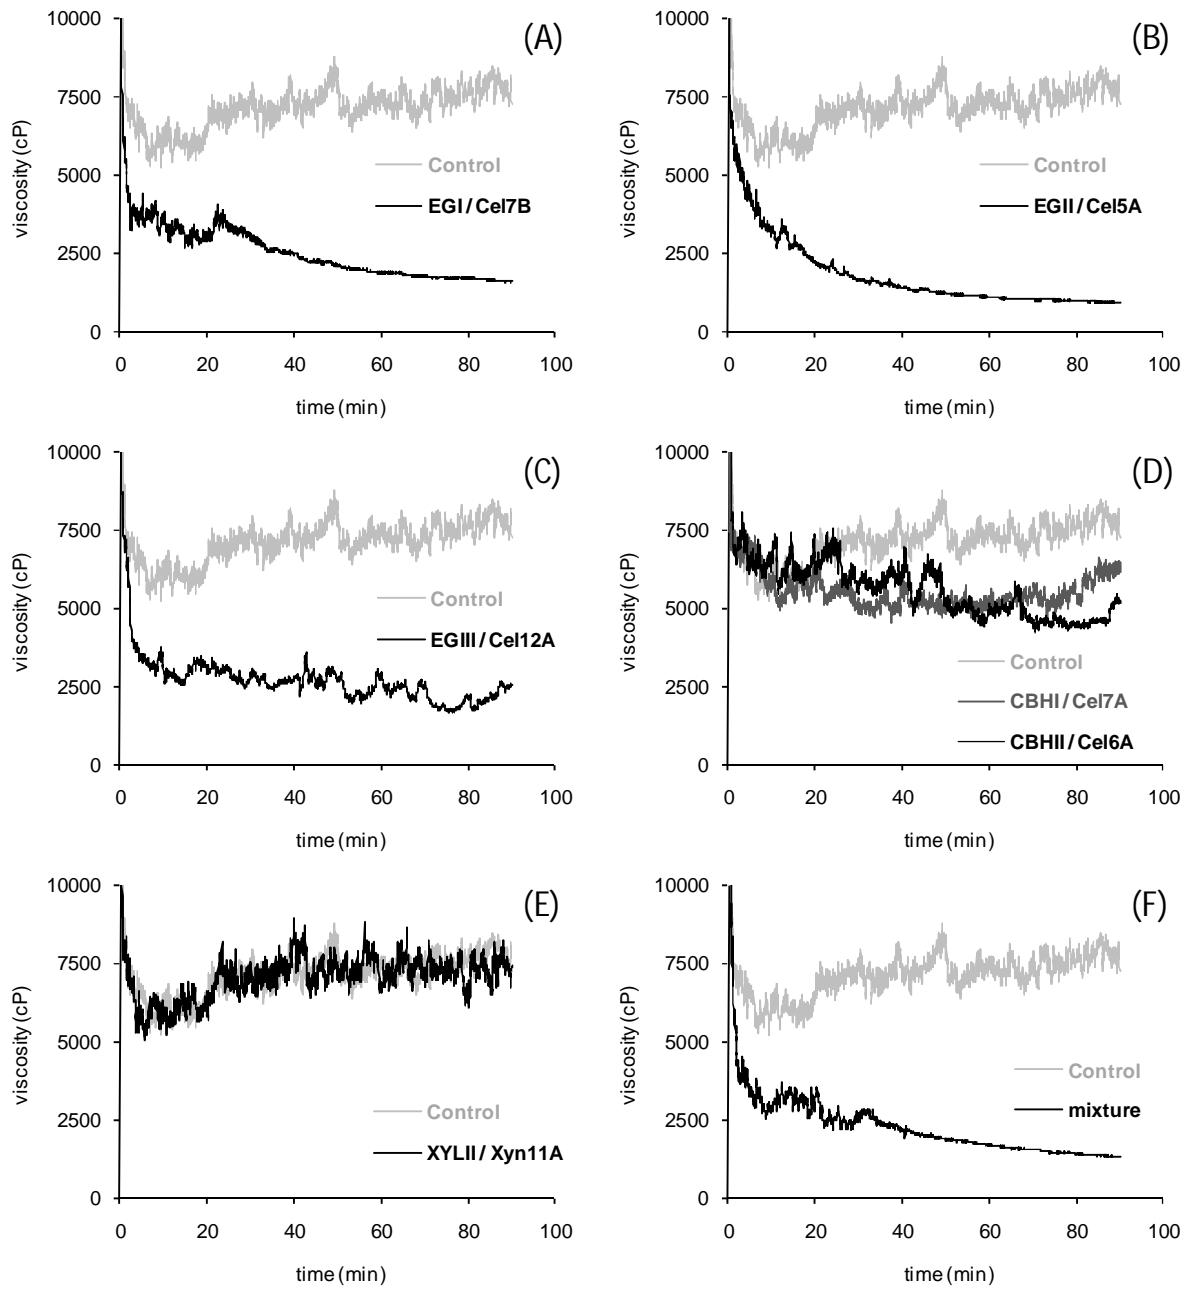 (A)
10000
7500
5000
2500
0
viscosity (cP)
Control
EGI / Cel7B
0 20 40 60 80 100
time (min)
(B)
10000
7500
5000
2500
0
viscosity (cP)
Control
EGII / Cel5A
0 20 40 60 80 100
time (min)
(C)
10000
7500
5000
2500
0
viscosity (cP)
Control
EGIII / Cel12A
0 20 40 60 80 100
time (min)
(D)
10000
7500
5000
2500
0
viscosity (cP)
Control
CBHI / Cel7A
CBHII / Cel6A
0 20 40 60 80 100
time (min)
(E)
10000
7500
5000
2500
0
viscosity (cP)
Control
XYLII / Xyn11A
0 20 40 60 80 100
time (min)
(F)
10000
7500
5000
2500
0
viscosity (cP)
Control
mixture
0 20 40 60 80 100
time (min)